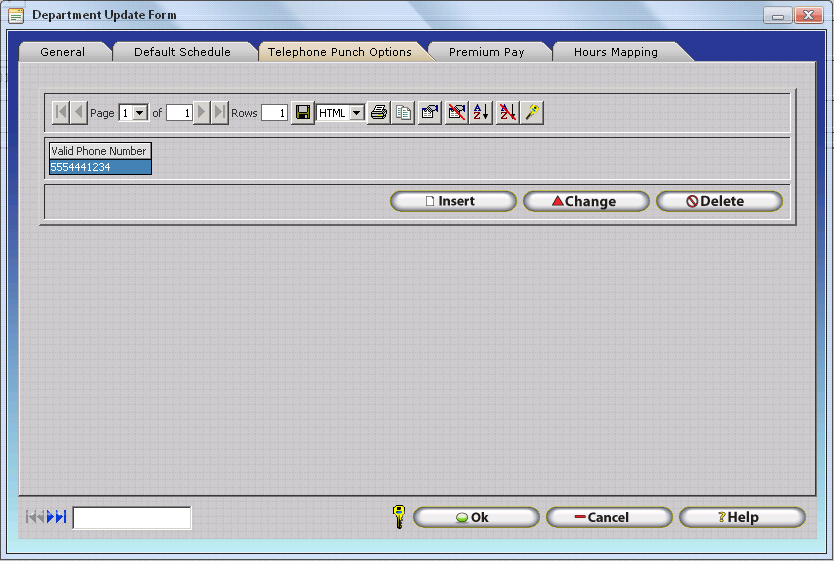 Department Update Form
General Default Schedule Telephone Punch Options Premium Pay Hours Mapping
Page 1 of 1 Rows 1 HTML
Valid Phone Number
5554441234
Insert Change Delete
Ok Cancel ?Help